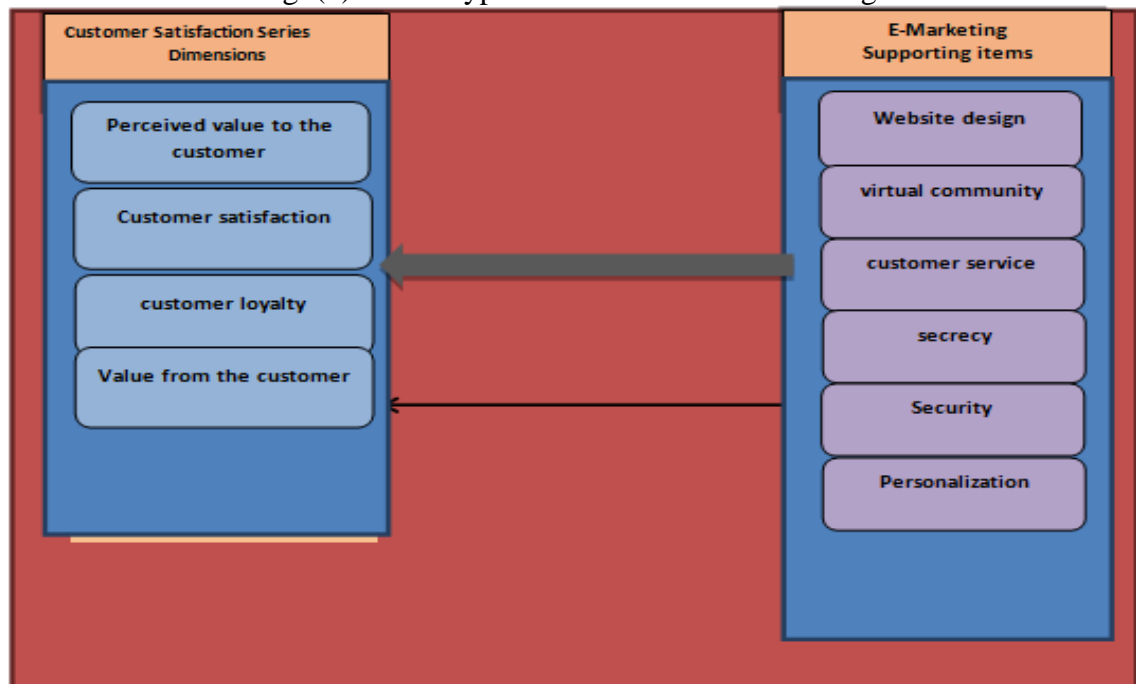 Customer Satisfaction Series
Dimensions
Perceived value to the
customer
Customer satisfaction
customer loyalty
Value from the customer
E-Marketing
Supporting items
Website design
virtual community
customer service
secrecy
Security
Personalization